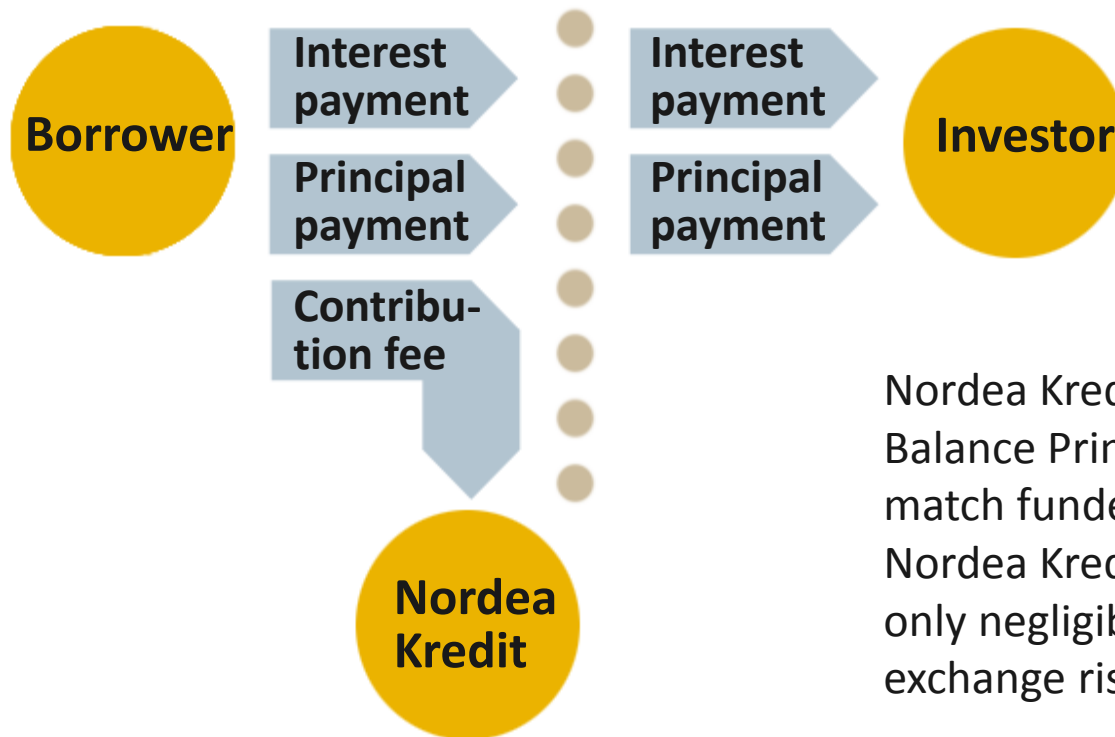 Borrower
Interest
payment
Principal
payment
Contribu-
tion fee
Interest
payment
Principal
payment
Investor
Nordea
Kredit
Nordea
Balance
match
Nordea
only
exchange